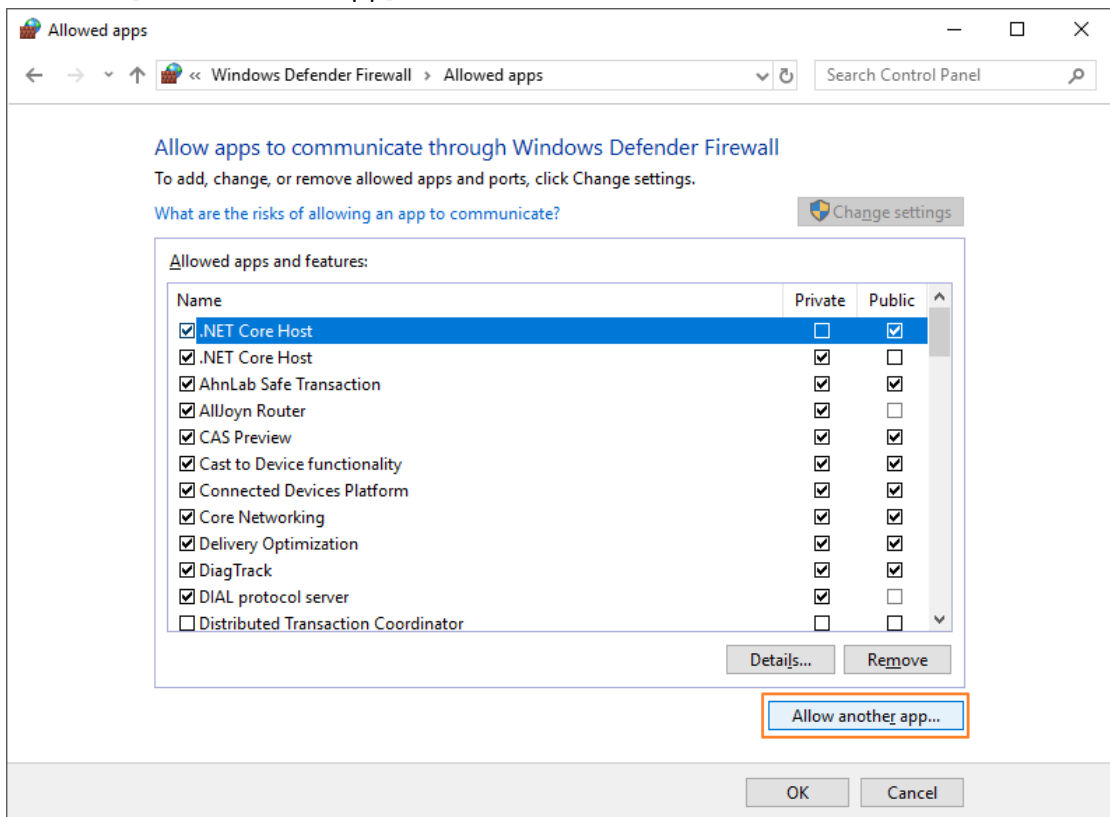 Allowed apps
« Windows Defender Firewall › Allowed apps
Search Control Panel
Allow apps to communicate through Windows Defender Firewall
To add, change, or remove allowed apps and ports, click Change settings.
What are the risks of allowing an app to communicate?
Change settings
Allowed apps and features:
Name Private Public
.NET Core Host
.NET Core Host
AhnLab Safe Transaction
AllJoyn Router
CAS Preview
Cast to Device functionality
Connected Devices Platform
Core Networking
Delivery Optimization
DiagTrack
DIAL protocol server
Distributed Transaction Coordinator
Details... Remove
Allow another app...
OK Cancel